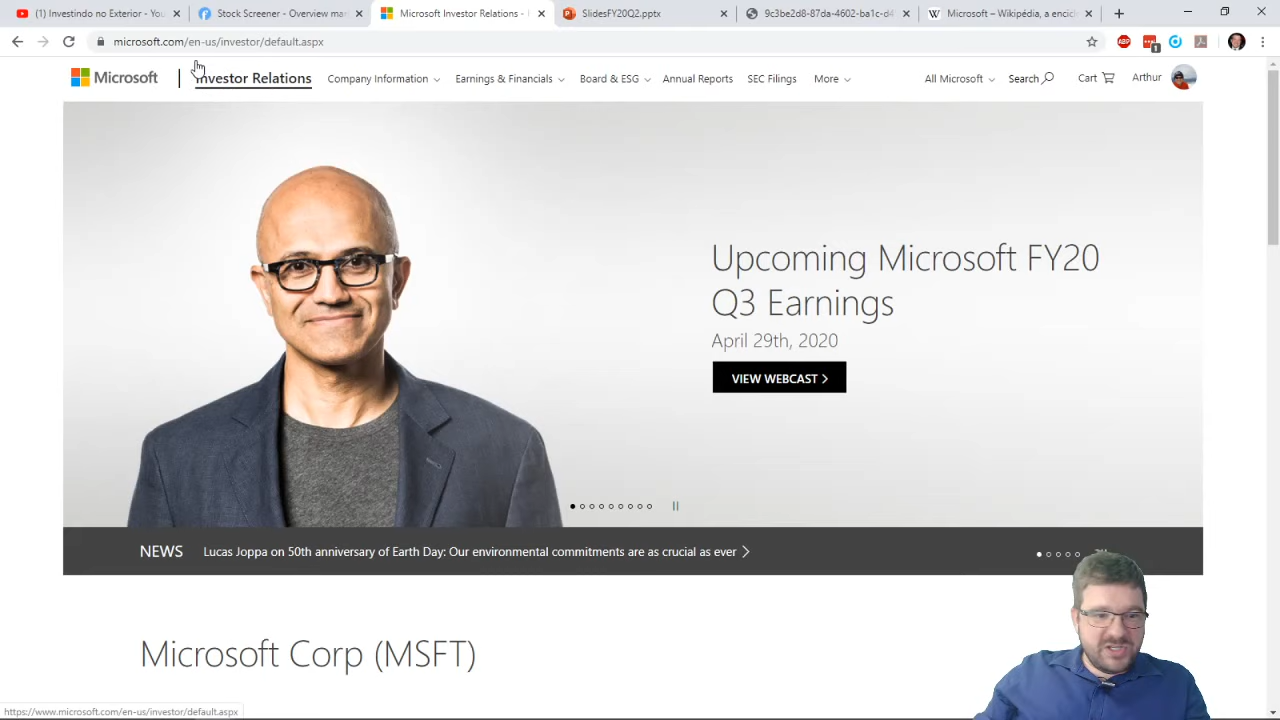 Investindo no Exterior - You
Stock Screener - Overview mar
Microsoft Investor Relations -
SlidesFY20Q2.pptx
9c3be2d8-b7b5-4602-ba1c-d4
Microsoft – Wikipédia, a encic
microsoft.com/en-us/investor/default.aspx
ABP
1
Microsoft
Investor Relations
Company Information
Earnings & Financials
Board & ESG
Annual Reports
SEC Filings
More
All Microsoft
Search
Cart
Arthur
Upcoming Microsoft FY20
Q3 Earnings
April 29th, 2020
VIEW WEBCAST
NEWS
Lucas Joppa on 50th anniversary of Earth Day: Our environmental commitments are as crucial as ever
Microsoft Corp (MSFT)
https://www.microsoft.com/en-us/investor/default.aspx